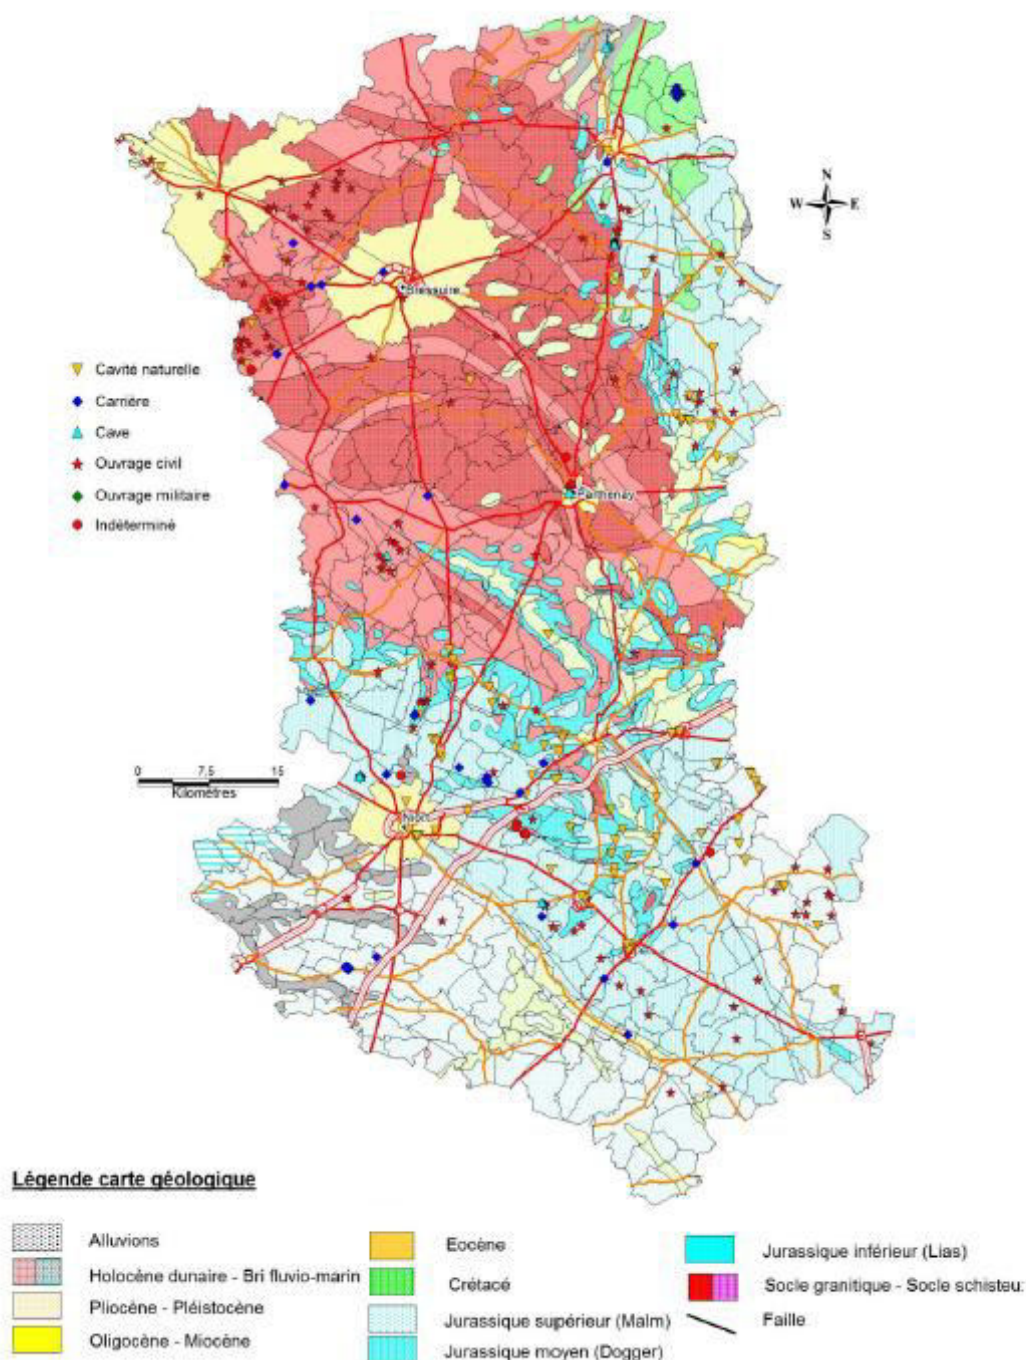 N
W E
S
Bressuire
Cavité naturelle
Carrière
Cave
Ouvrage civil
Ouvrage militaire
Indéterminé
Parthenay
0 7,5 15
Kilomètres
Niort
Légende carte géologique
Alluvions
Holocène dunaire - Bri fluvio-marin
Pliocène - Pléistocène
Oligocène - Miocène
Eocène
Crétacé
Jurassique supérieur (Malm)
Jurassique moyen (Dogger)
Jurassique inférieur (Lias)
Socle granitique - Socle schisteu:
Faille